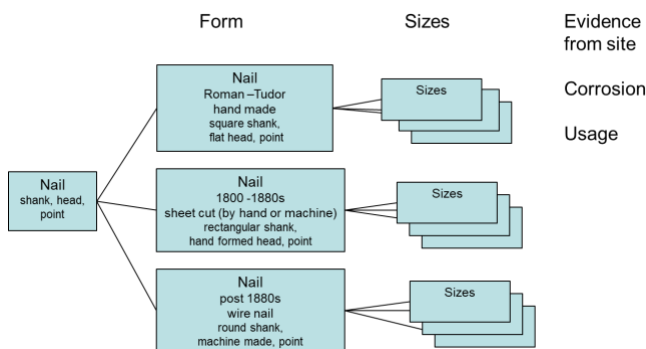 Form
Sizes
Evidence
from site
Corrosion
Usage
Nail
shank, head,
point
Nail
Roman –Tudor
hand made
square shank,
flat head, point
Sizes
Nail
1800 -1880s
sheet cut (by hand or machine)
rectangular shank,
hand formed head, point
Sizes
Nail
post 1880s
wire nail
round shank,
machine made, point
Sizes